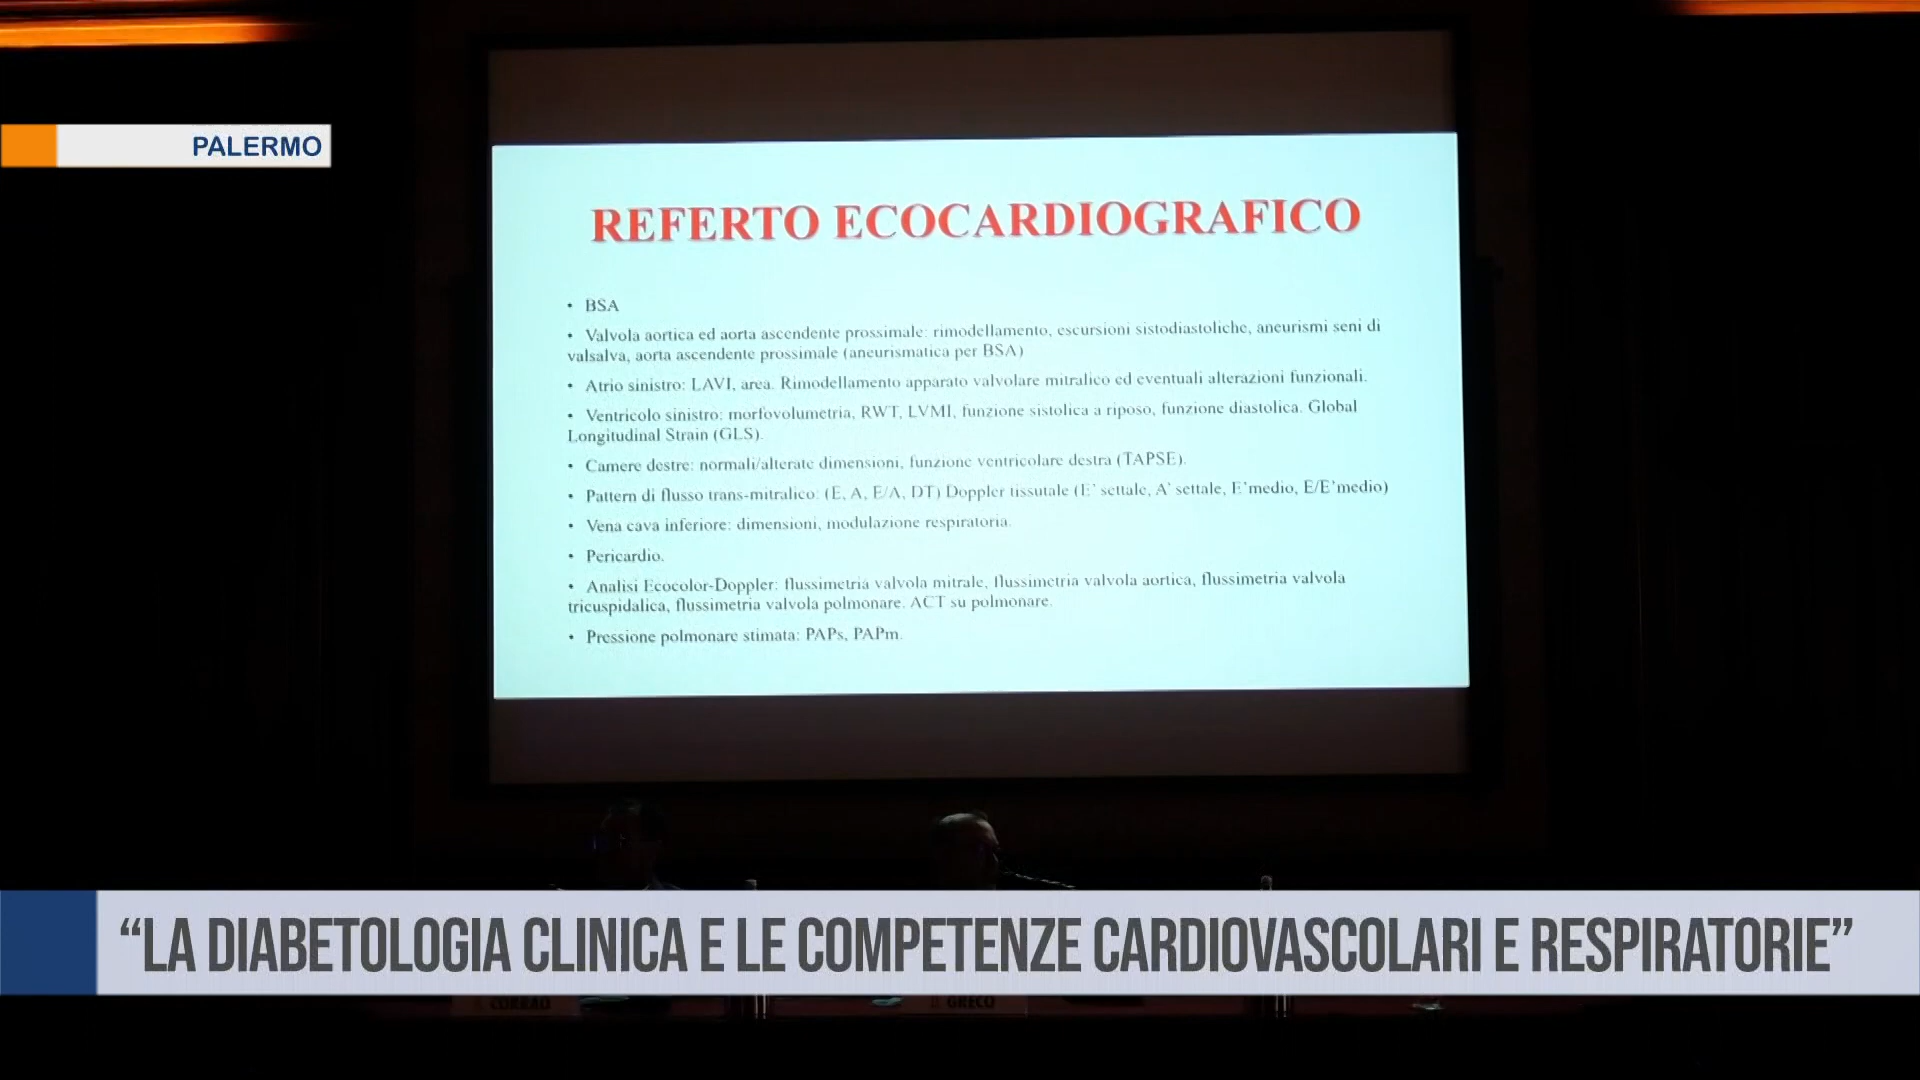 PALERMO
REFERTO ECOCARDIOGRAFICO
• BSA
• Valvola aortica ed aorta ascendente prossimale: rimodellamento, escursioni sistodiastoliche, aneurismi seni di
valsalva, aorta ascendente prossimale (aneurismatica per BSA)
• Atrio sinistro: LAVI, area. Rimodellamento apparato valvolare mitralico ed eventuali alterazioni funzionali.
• Ventricolo sinistro: morfovolumetria, RWT, LVMI, funzione sistolica a riposo, funzione diastolica. Global
Longitudinal Strain (GLS).
• Camere destre: normali/alterate dimensioni, funzione ventricolare destra (TAPSE).
• Pattern di flusso trans-mitralico: (E, A, E/A, DT) Doppler tissutale (E' settale, A' settale, E'medio, E/E'medio)
• Vena cava inferiore: dimensioni, modulazione respiratoria.
• Pericardio.
• Analisi Ecocolor-Doppler: flussimetria valvola mitrale, flussimetria valvola aortica, flussimetria valvola
tricuspidalica, flussimetria valvola polmonare. ACT su polmonare.
• Pressione polmonare stimata: PAPs, PAPm.
“LA DIABETOLOGIA CLINICA E LE COMPETENZE CARDIOVASCOLARI E RESPIRATORIE”
CORRAO
GRECO